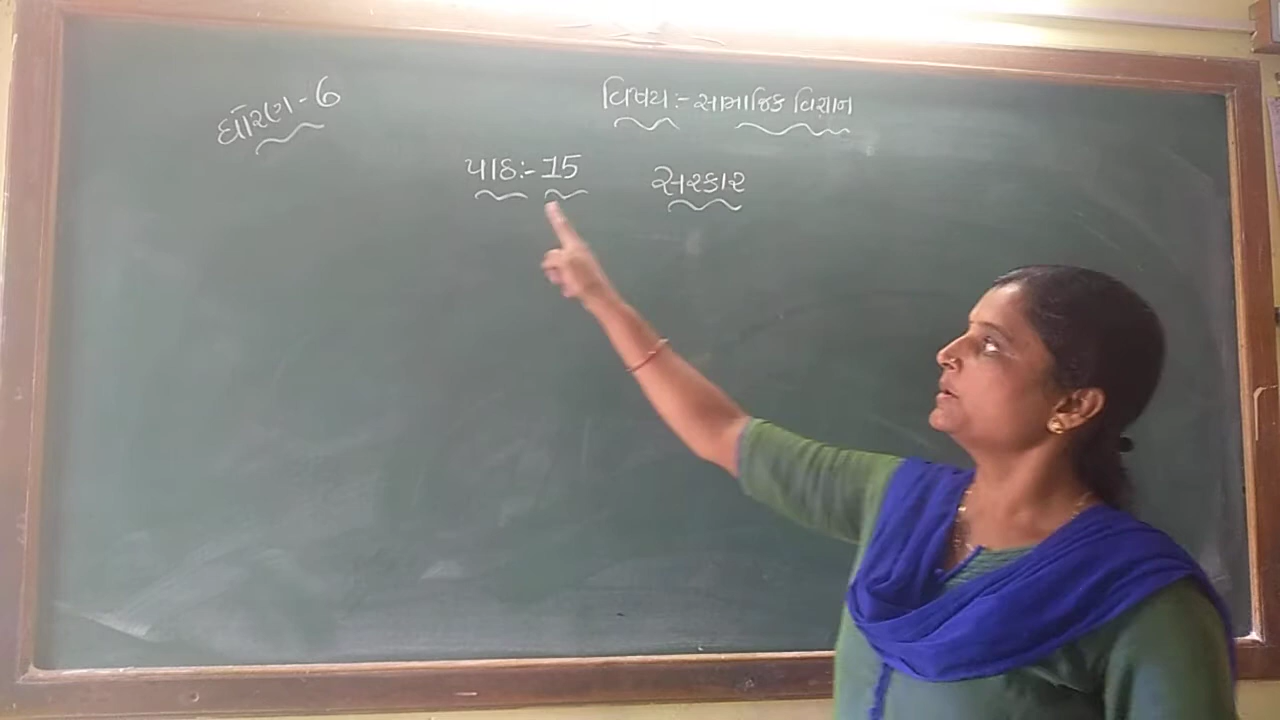 ધોરણ - 6
વિષય :- સામાજિક વિજ્ઞાન
પાઠ :- 15 સરકાર